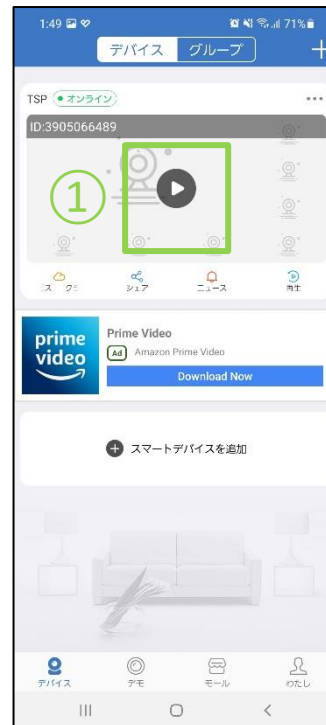 1:49 71%
デバイス グループ +
TSP オンライン ...
ID:3905066489
①
シェア ニュース 再生
prime video
Prime Video
Ad Amazon Prime Video
Download Now
スマートデバイスを追加
デバイス デモ モール わたし